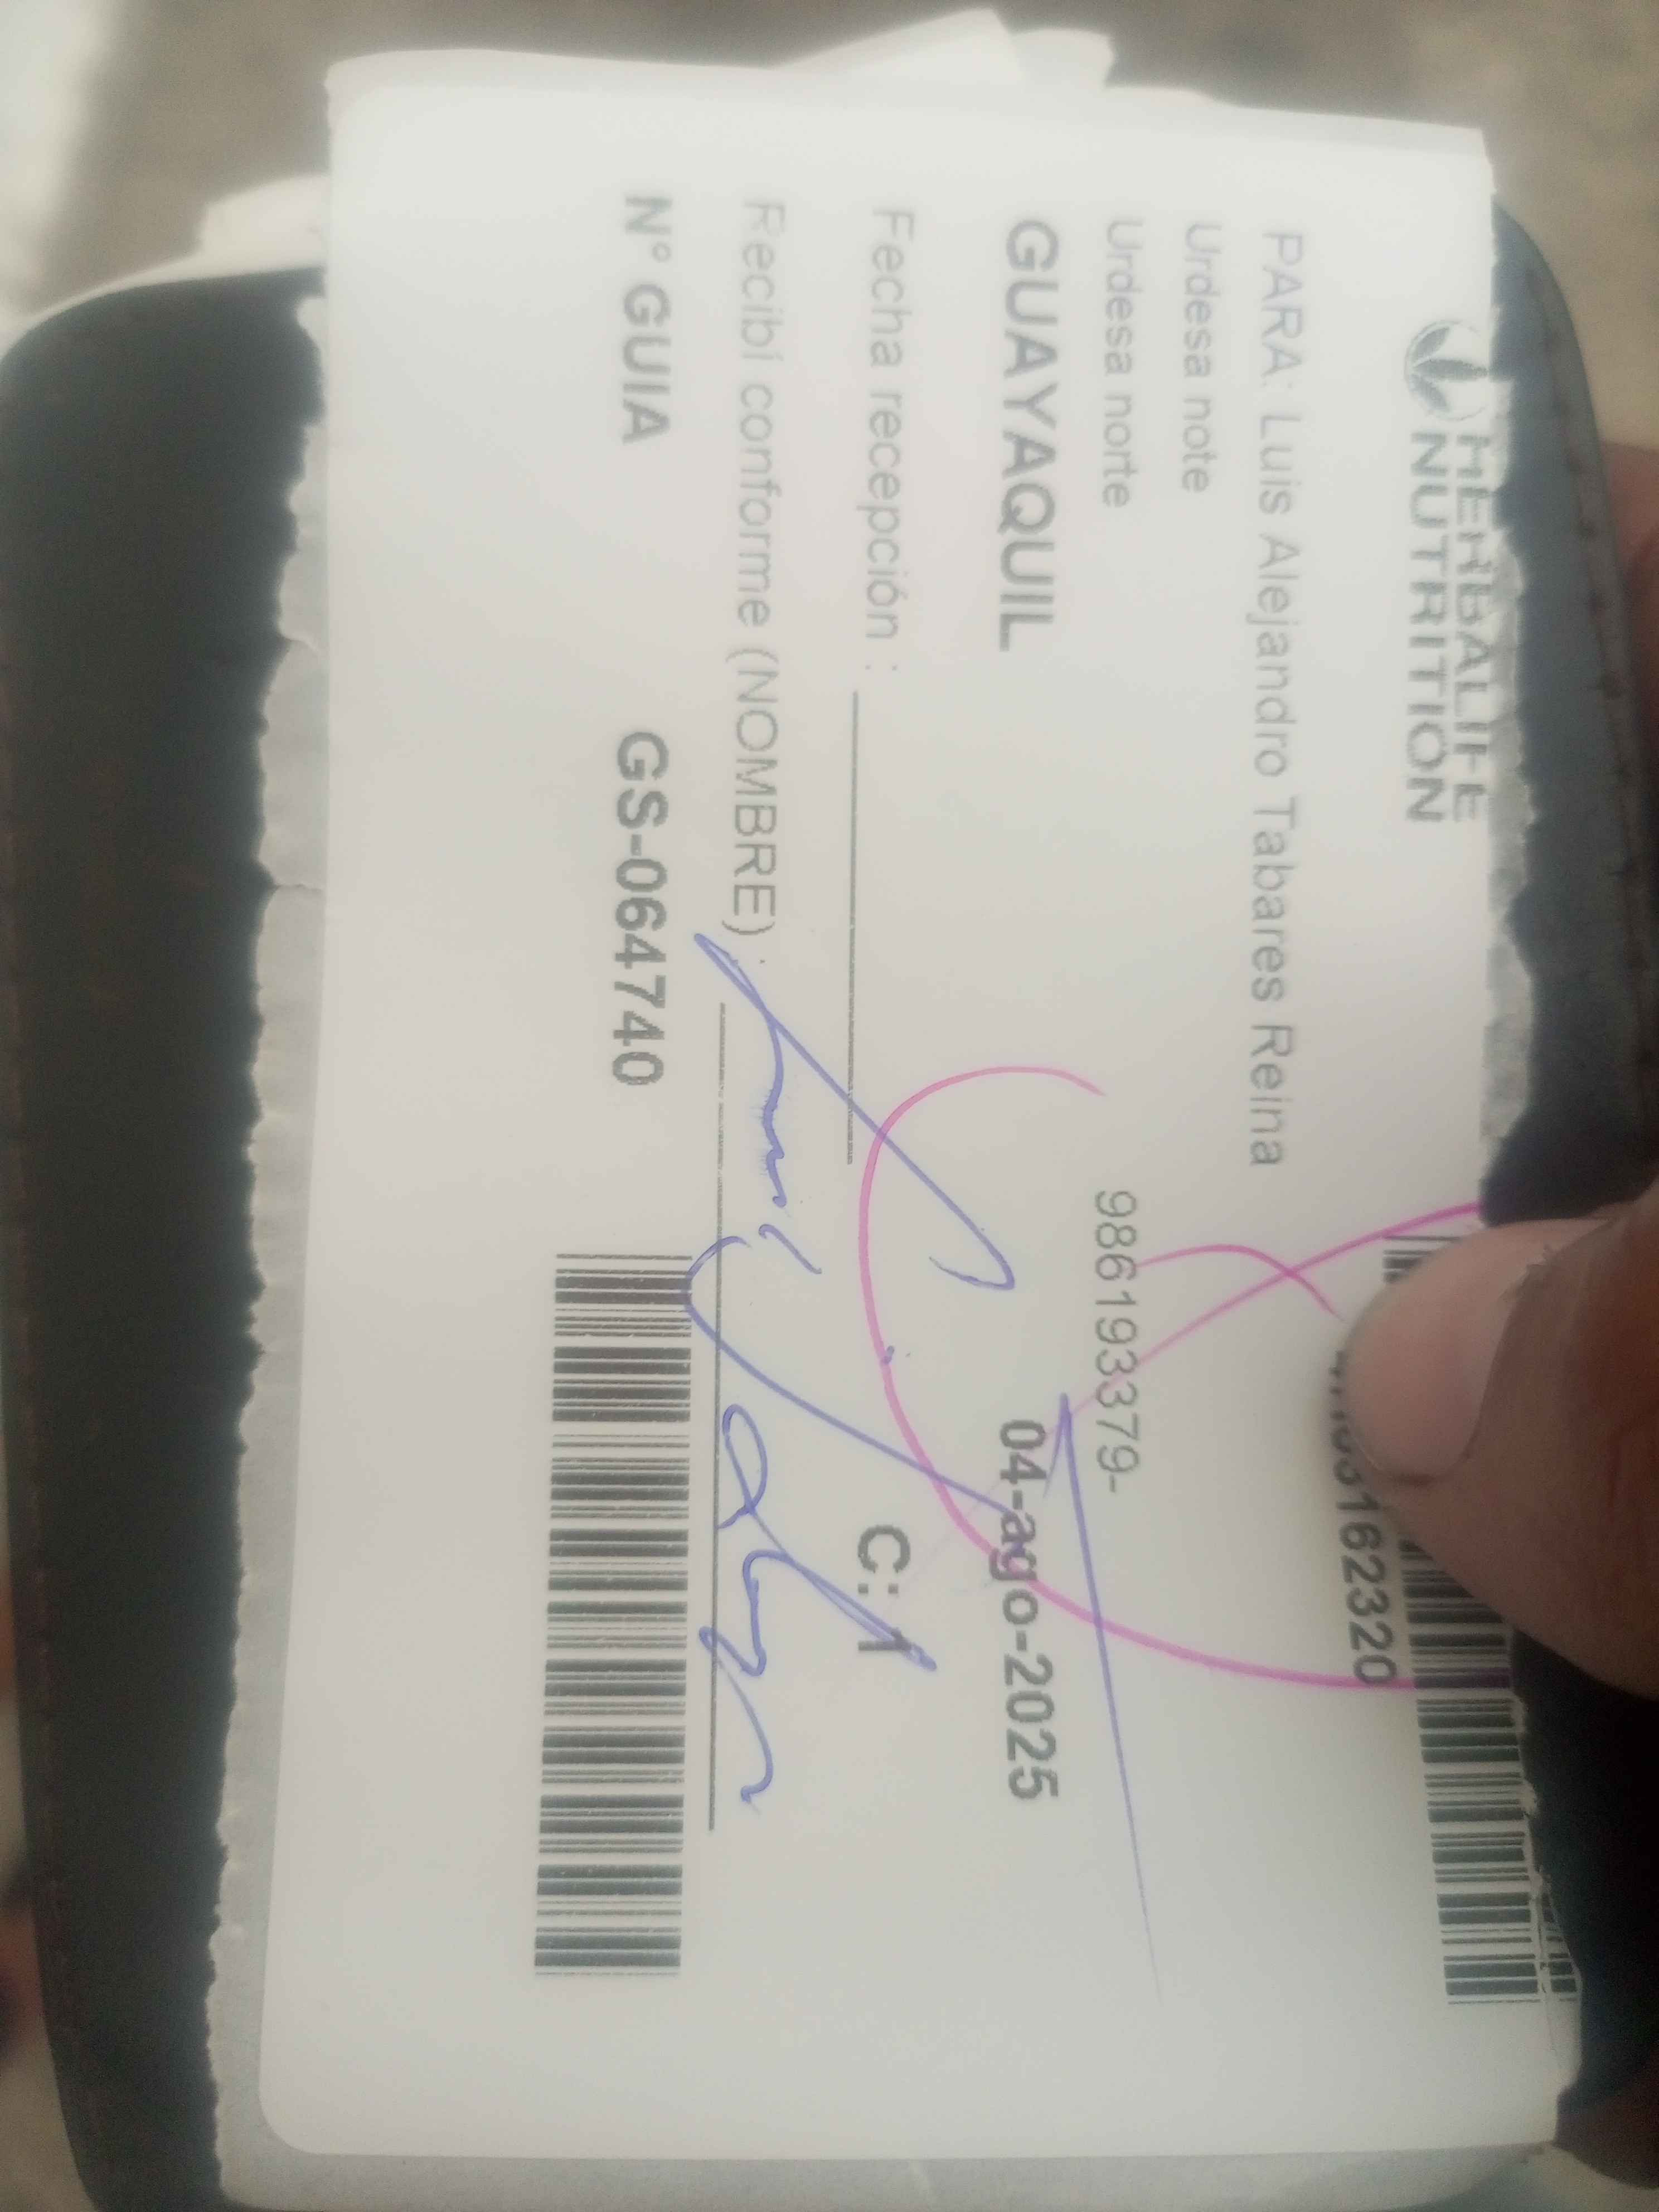 HERBALIFE
NUTRITION
162320
PARA: Luis Alejandro Tabares Reina
Urdesa note
Urdesa norte 986193379-
GUAYAQUIL 04-ago-2025
Fecha recepción : C: 1
Recibí conforme (NOMBRE) :
N° GUIA GS-064740